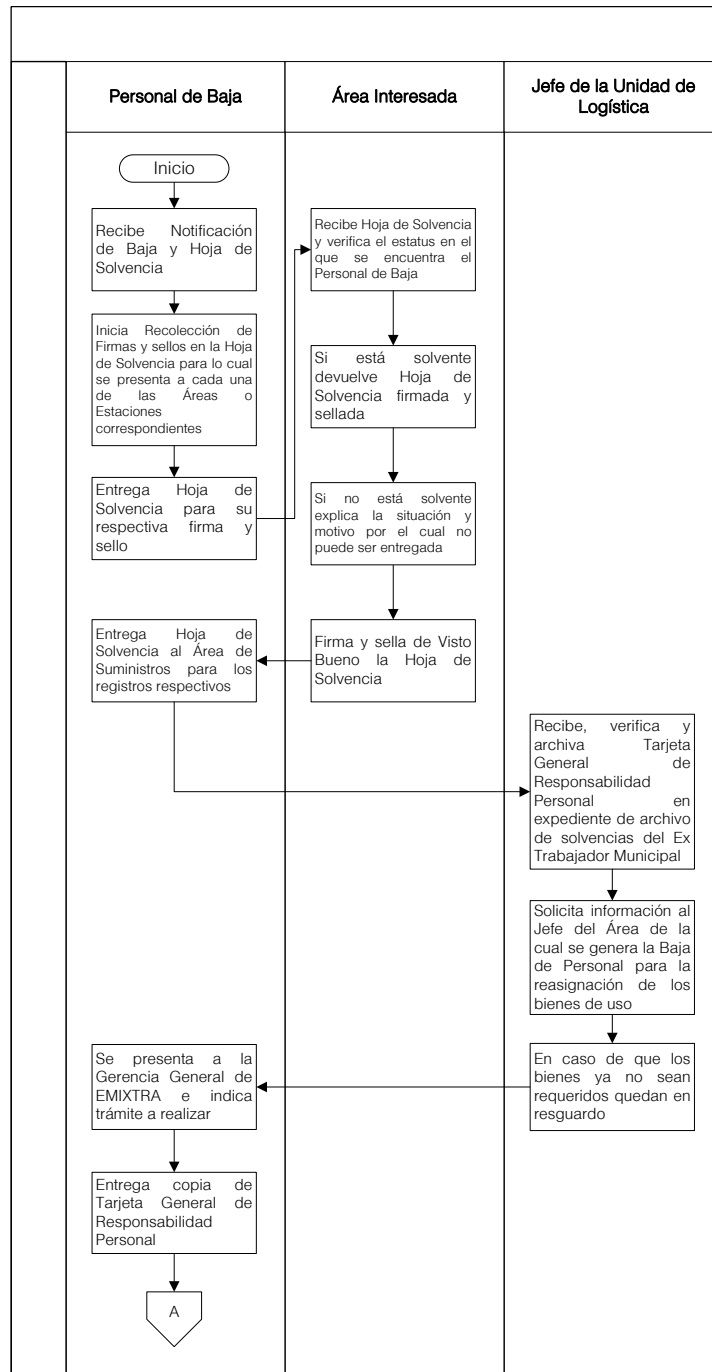 Personal de Baja
Área Interesada
Jefe de la Unidad de
Logística
Inicio
Recibe Notificación
de Baja y Hoja de
Solvencia
Inicia Recolección de
Firmas y sellos en la Hoja
de Solvencia para lo cual
se presenta a cada una
de las Áreas o
Estaciones
correspondientes
Entrega Hoja de
Solvencia para su
respectiva firma y
sello
Recibe Hoja de Solvencia
y verifica el estatus en el
que se encuentra el
Personal de Baja
Si está solvente
devuelve Hoja de
Solvencia firmada y
sellada
Si no está solvente
explica la situación y
motivo por el cual no
puede ser entregada
Firma y sella de Visto
Bueno la Hoja de
Solvencia
Entrega Hoja de
Solvencia al Área de
Suministros para los
registros respectivos
Recibe, verifica y
archiva Tarjeta
General de
Responsabilidad
Personal en
expediente de archivo
de solvencias del Ex
Trabajador Municipal
Solicita información al
Jefe del Área de la
cual se genera la Baja
de Personal para la
reasignación de los
bienes de uso
En caso de que los
bienes ya no sean
requeridos quedan en
resguardo
Se presenta a la
Gerencia General de
EMIXTRA e indica
trámite a realizar
Entrega copia de
Tarjeta General de
Responsabilidad
Personal
A